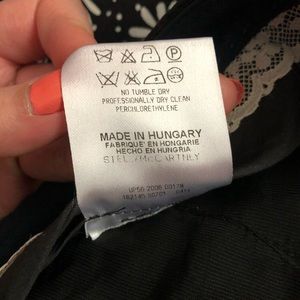 NO TUMBLE DRY
PROFESSIONALLY DRY CLEAN
PERCHLORETHYLENE
MADE IN HUNGARY
FABRIQUE' EN HONGARIE
HECHO EN HUNGRIA
STELLA McCARTNEY